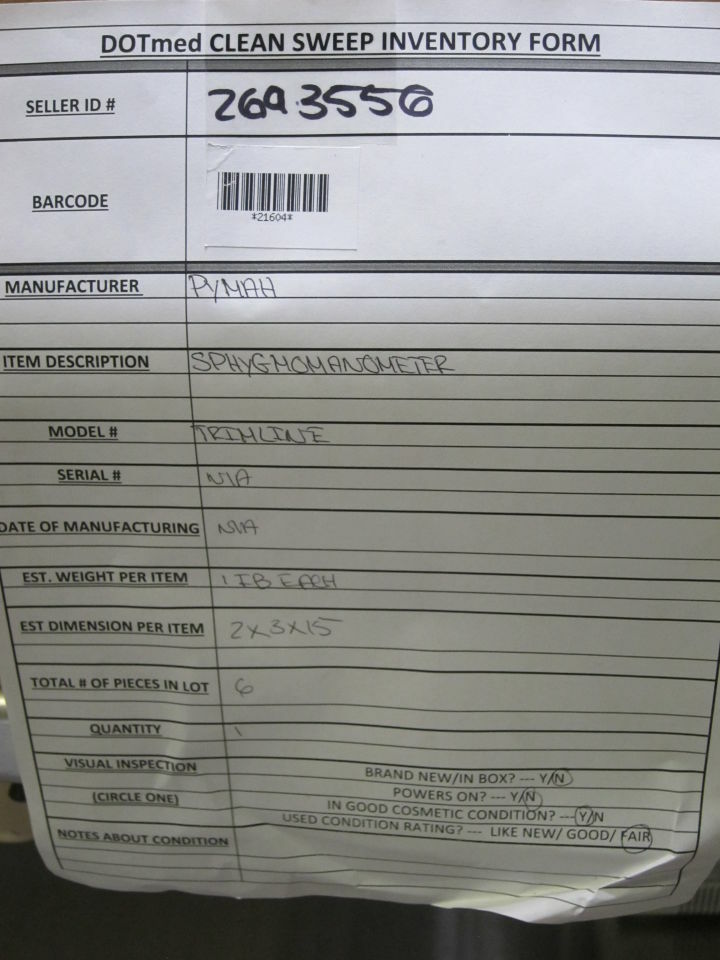 DOTmed CLEAN SWEEP INVENTORY FORM
SELLER ID # 2693556
BARCODE
*21604*
MANUFACTURER PYMAH
ITEM DESCRIPTION SPHYGMOMANOMETER
MODEL # TRIMLINE
SERIAL # N/A
DATE OF MANUFACTURING N/A
EST. WEIGHT PER ITEM 1 IB EACH
EST DIMENSION PER ITEM 2x3x15
TOTAL # OF PIECES IN LOT 6
QUANTITY 1
VISUAL INSPECTION BRAND NEW/IN BOX? --- Y/N
(CIRCLE ONE) POWERS ON? --- Y/N
IN GOOD COSMETIC CONDITION? --- Y/N
USED CONDITION RATING? --- LIKE NEW/ GOOD/ FAIR
NOTES ABOUT CONDITION